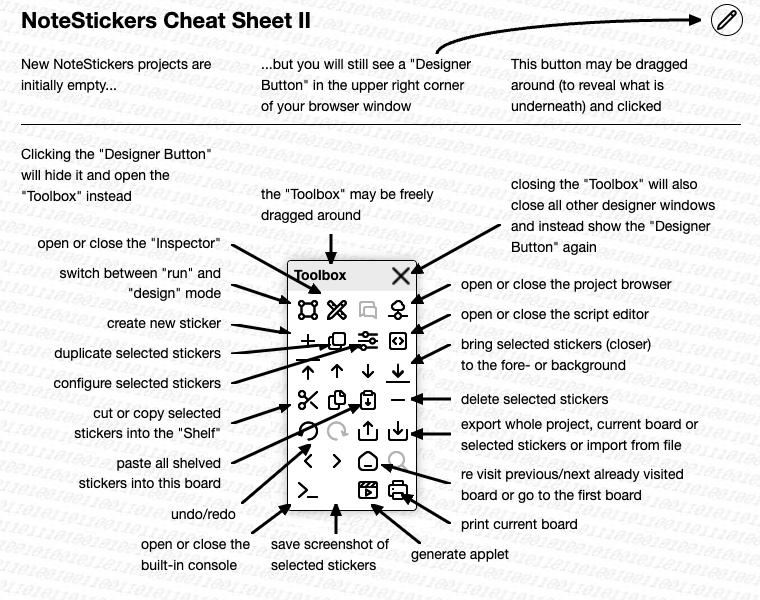 NoteStickers Cheat Sheet II
New NoteStickers projects are
initially empty...
...but you will still see a "Designer
Button" in the upper right corner
of your browser window
This button may be dragged
around (to reveal what is
underneath) and clicked
Clicking the "Designer Button"
will hide it and open the
"Toolbox" instead
the "Toolbox" may be freely
dragged around
closing the "Toolbox" will also
close all other designer windows
and instead show the "Designer
Button" again
open or close the "Inspector"
switch between "run" and
"design" mode
create new sticker
duplicate selected stickers
configure selected stickers
cut or copy selected
stickers into the "Shelf"
paste all shelved
stickers into this board
undo/redo
open or close the
built-in console
Toolbox
save screenshot of
selected stickers
open or close the project browser
open or close the script editor
bring selected stickers (closer)
to the fore- or background
delete selected stickers
export whole project, current board or
selected stickers or import from file
re visit previous/next already visited
board or go to the first board
print current board
generate applet